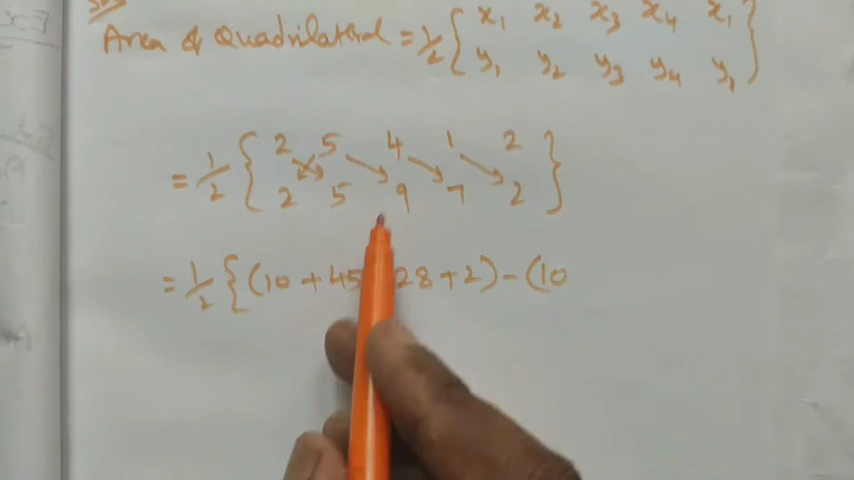 Soln
Area of Quadrilateral = 1/2 { x1 x2 x3 x4 x1
y1 y2 y3 y4 y1 }
= 1/2 { 2 5 4 1 2
2 5 9 7 2 }
= 1/2 { (10 + 45 28 + 2) - (10